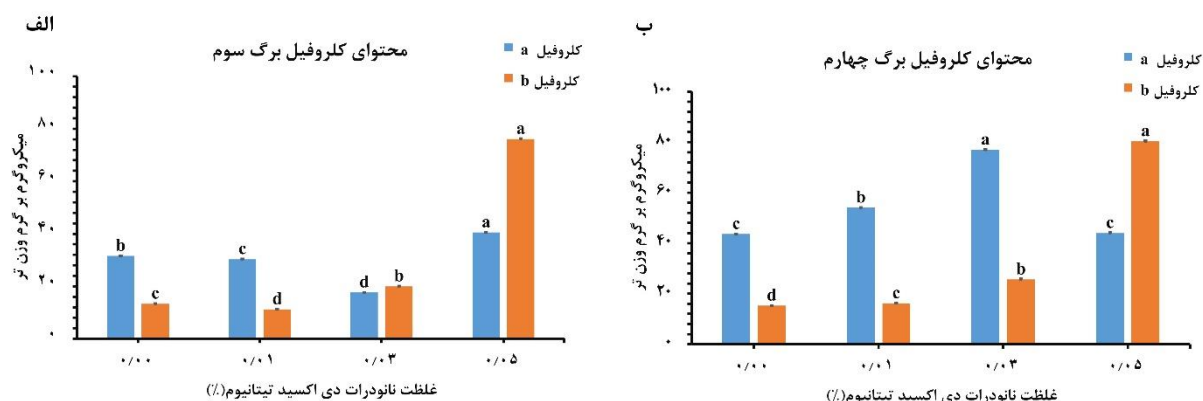 الف
محتوای کلروفیل برگ سوم
کلروفیل a
کلروفیل b
میکروگرم بر گرم وزن تر
۱۰۰
۸۰
۶۰
۴۰
۲۰
۰
b
c
c
d
d
b
a
a
۰/۰۰
۰/۰۱
۰/۰۳
۰/۰۵
غلظت نانودرات دی اکسید تیتانیوم(٪)
ب
محتوای کلروفیل برگ چهارم
کلروفیل a
کلروفیل b
میکروگرم بر گرم وزن تر
۱۰۰
۸۰
۶۰
۴۰
۲۰
۰
c
d
b
c
a
b
c
a
۰/۰۰
۰/۰۱
۰/۰۳
۰/۰۵
غلظت نانودرات دی اکسید تیتانیوم(٪)